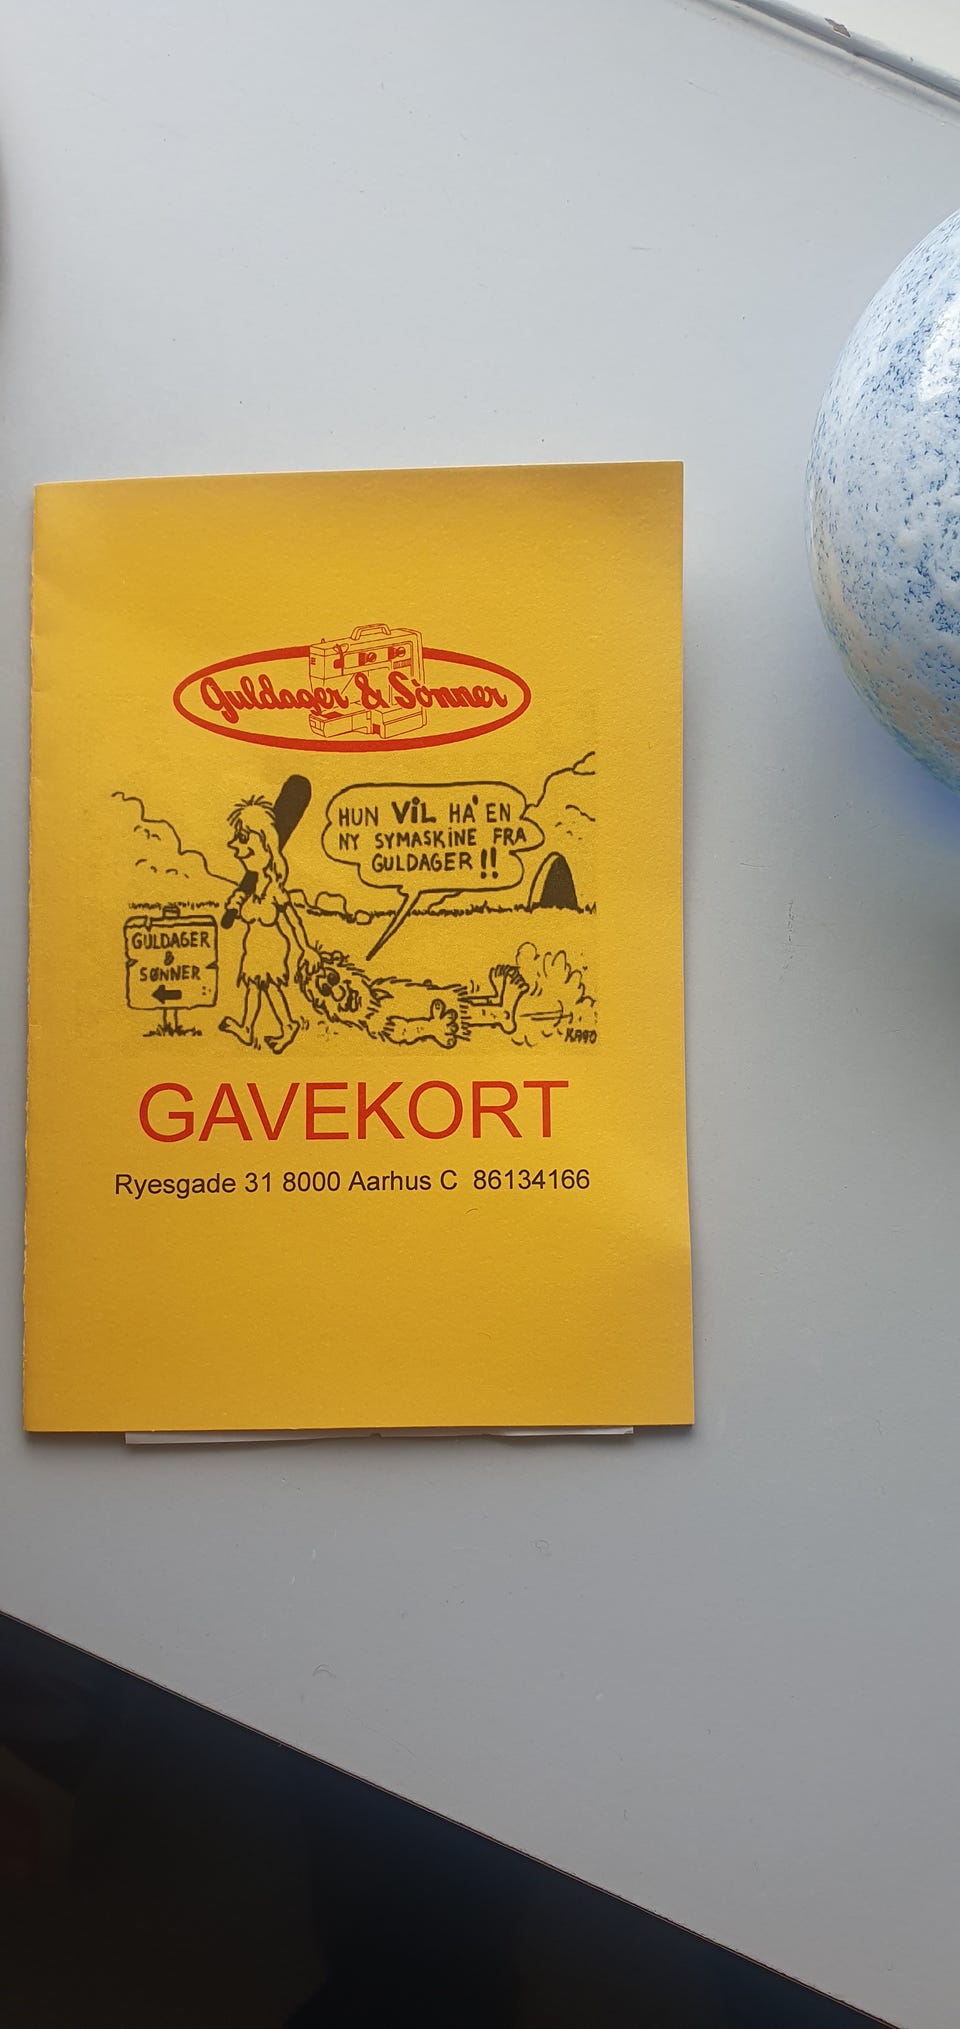 Guldager & Sønner
HUN VIL HA' EN
NY SYMASKINE FRA
GULDAGER!!
GULDAGER
&
SØNNER
GAVEKORT
Ryesgade 31 8000 Aarhus C 86134166